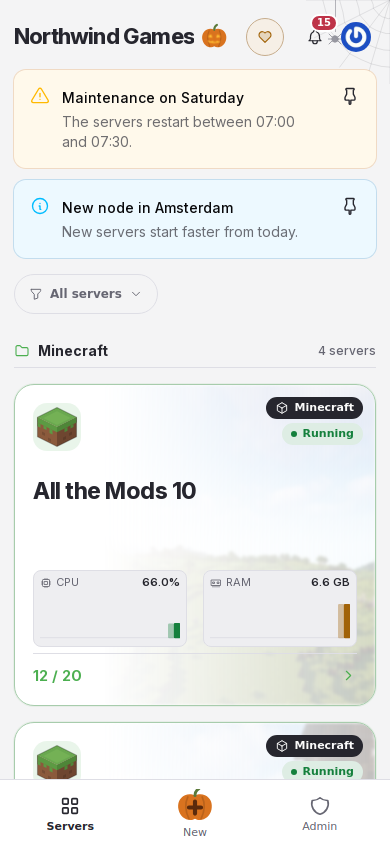 Northwind Games
15
Maintenance on Saturday
The servers restart between 07:00
and 07:30.
New node in Amsterdam
New servers start faster from today.
All servers
Minecraft
4 servers
Minecraft
Running
All the Mods 10
CPU
66.0%
RAM
6.6 GB
12 / 20
Minecraft
Running
Servers
New
Admin